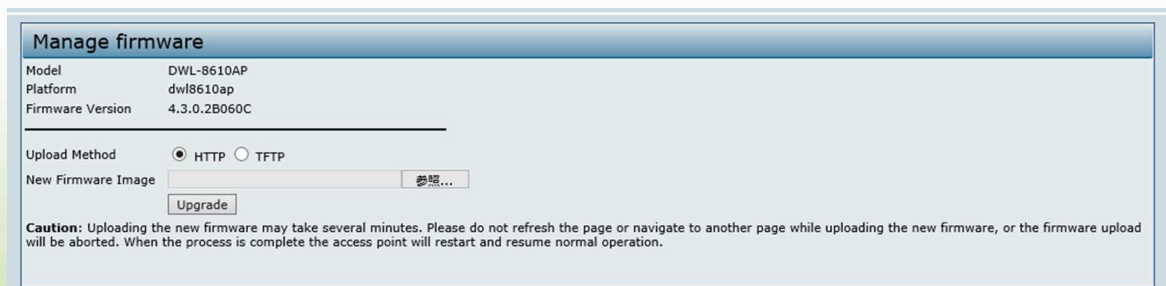 Manage firmware
Model DWL-8610AP
Platform dwl8610ap
Firmware Version 4.3.0.2B060C
Upload Method HTTP TFTP
New Firmware Image 参照...
Upgrade
Caution: Uploading the new firmware may take several minutes. Please do not refresh the page or navigate to another page while uploading the new firmware, or the firmware upload
will be aborted. When the process is complete the access point will restart and resume normal operation.